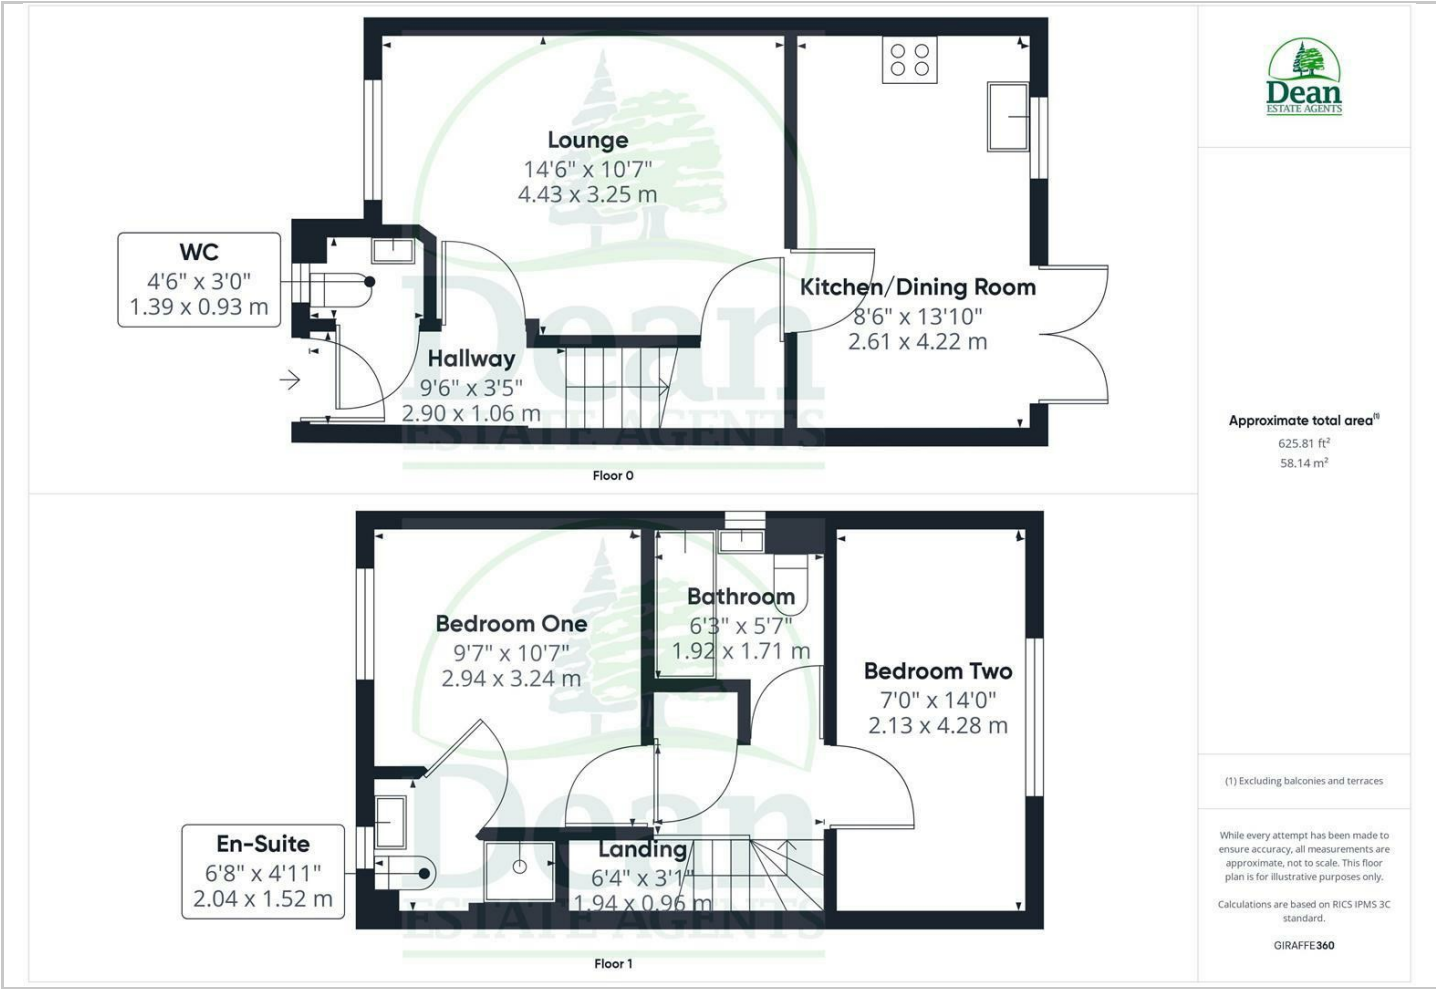 Lounge
14'6" x 10'7"
4.43 x 3.25 m
WC
4'6" x 3'0"
1.39 x 0.93 m
Kitchen/Dining Room
8'6" x 13'10"
2.61 x 4.22 m
Hallway
9'6" x 3'5"
2.90 x 1.06 m
Dean
ESTATE AGENTS
Floor 0
Bedroom One
9'7" x 10'7"
2.94 x 3.24 m
Bathroom
6'3" x 5'7"
1.92 x 1.71 m
Bedroom Two
7'0" x 14'0"
2.13 x 4.28 m
En-Suite
6'8" x 4'11"
2.04 x 1.52 m
Landing
6'4" x 3'1"
1.94 x 0.96 m
Dean
ESTATE AGENTS
Floor 1
Dean
ESTATE AGENTS
Approximate total area(1)
625.81 ft²
58.14 m²
(1) Excluding balconies and terraces
While every attempt has been made to
ensure accuracy, all measurements are
approximate, not to scale. This floor
plan is for illustrative purposes only.
Calculations are based on RICS IPMS 3C
standard.
GIRAFFE360